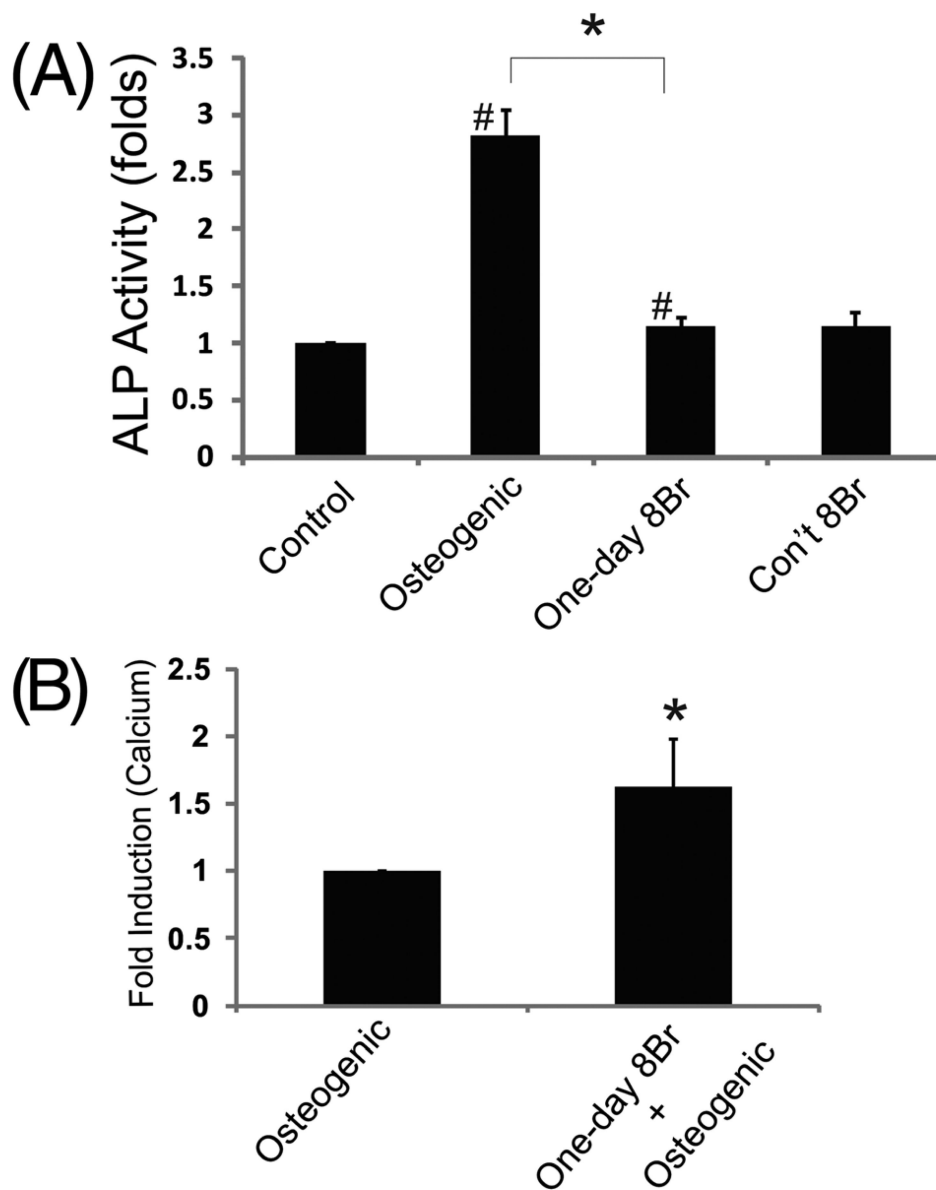 (A)
*
ALP Activity (folds)
3.5
3
2.5
2
1.5
1
0.5
0
#
#
Control
Osteogenic
One-day 8Br
Con't 8Br
(B)
Fold Induction (Calcium)
2.5
2
1.5
1
0.5
0
*
Osteogenic
One-day 8Br
+
Osteogenic